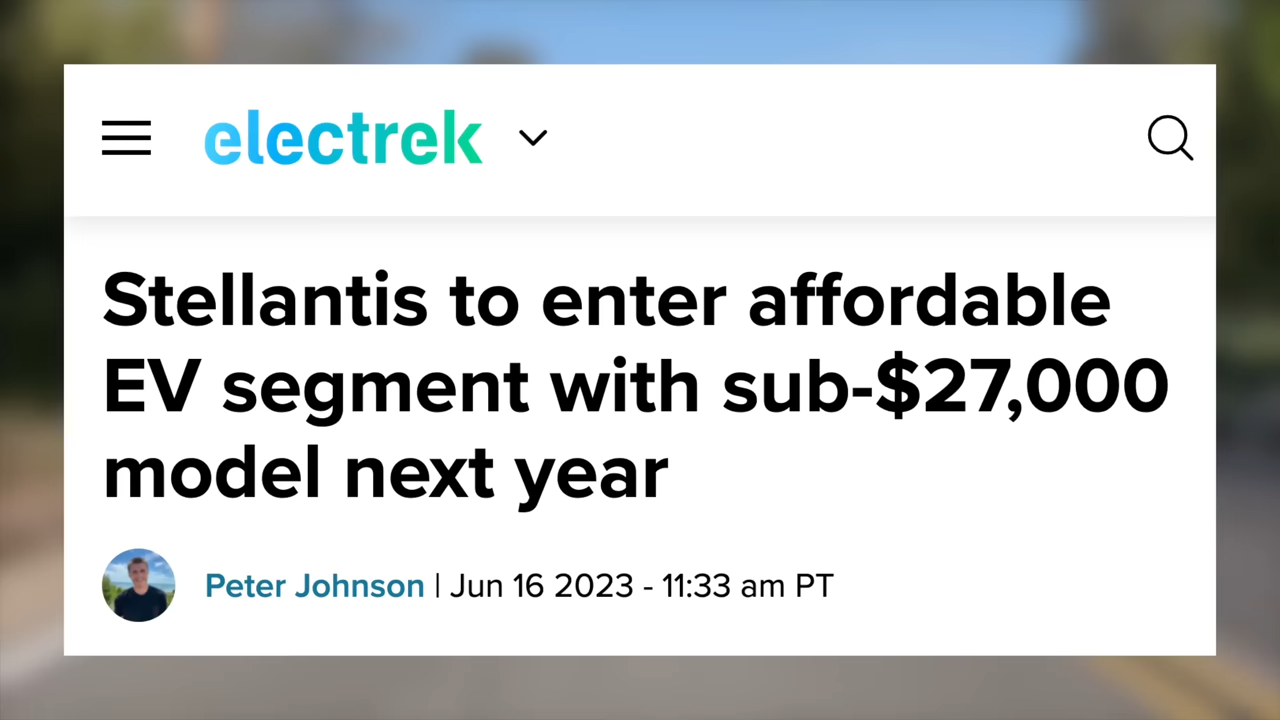 electrek
Stellantis to enter affordable
EV segment with sub-$27,000
model next year
Peter Johnson | Jun 16 2023 - 11:33 am PT